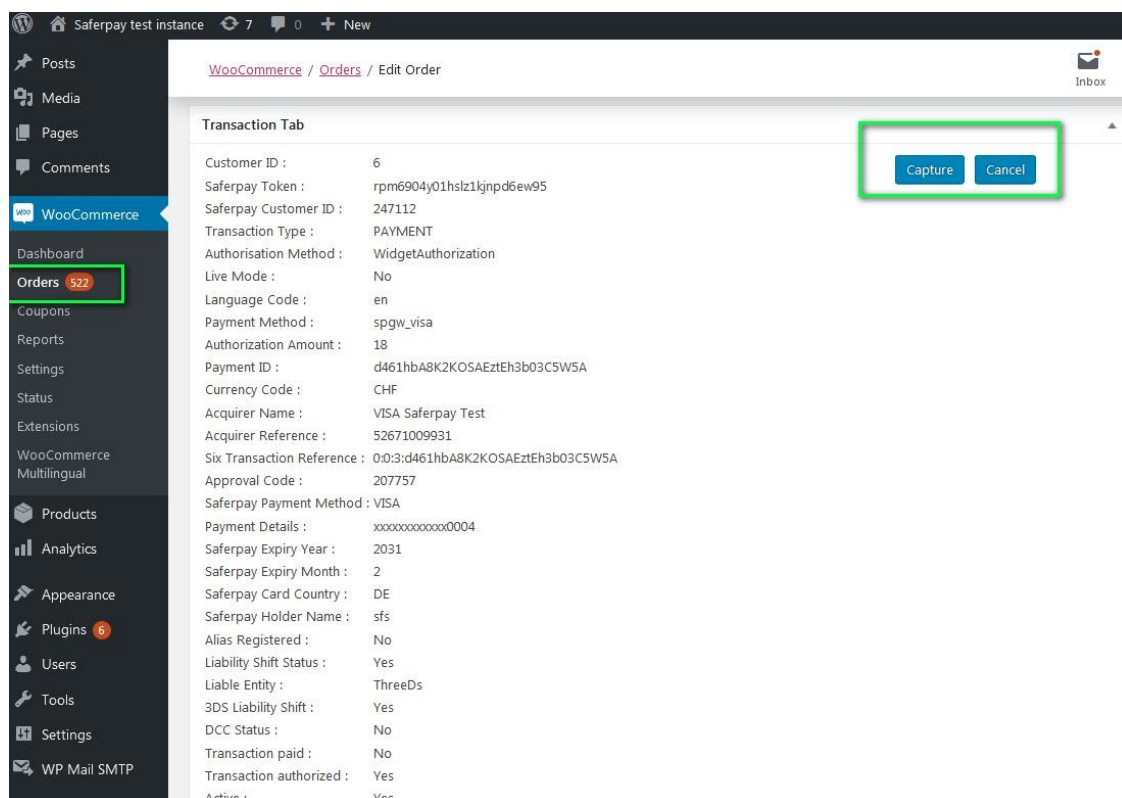 Saferpay test instance 7 0 + New
Posts
Media
Pages
Comments
WooCommerce
Dashboard
Orders 522
Coupons
Reports
Settings
Status
Extensions
WooCommerce
Multilingual
Products
Analytics
Appearance
Plugins 6
Users
Tools
Settings
WP Mail SMTP
WooCommerce / Orders / Edit Order
Inbox
Transaction Tab
Capture Cancel
Customer ID : 6
Saferpay Token : rpm6904y01hslz1kjnpd6ew95
Saferpay Customer ID : 247112
Transaction Type : PAYMENT
Authorisation Method : WidgetAuthorization
Live Mode : No
Language Code : en
Payment Method : spgw_visa
Authorization Amount : 18
Payment ID : d461hbA8K2KOSAEztEh3b03C5W5A
Currency Code : CHF
Acquirer Name : VISA Saferpay Test
Acquirer Reference : 52671009931
Six Transaction Reference : 0:0:3:d461hbA8K2KOSAEztEh3b03C5W5A
Approval Code : 207757
Saferpay Payment Method : VISA
Payment Details : xxxxxxxxxxxx0004
Saferpay Expiry Year : 2031
Saferpay Expiry Month : 2
Saferpay Card Country : DE
Saferpay Holder Name : sfs
Alias Registered : No
Liability Shift Status : Yes
Liable Entity : ThreeDs
3DS Liability Shift : Yes
DCC Status : No
Transaction paid : No
Transaction authorized : Yes
Active : Yes